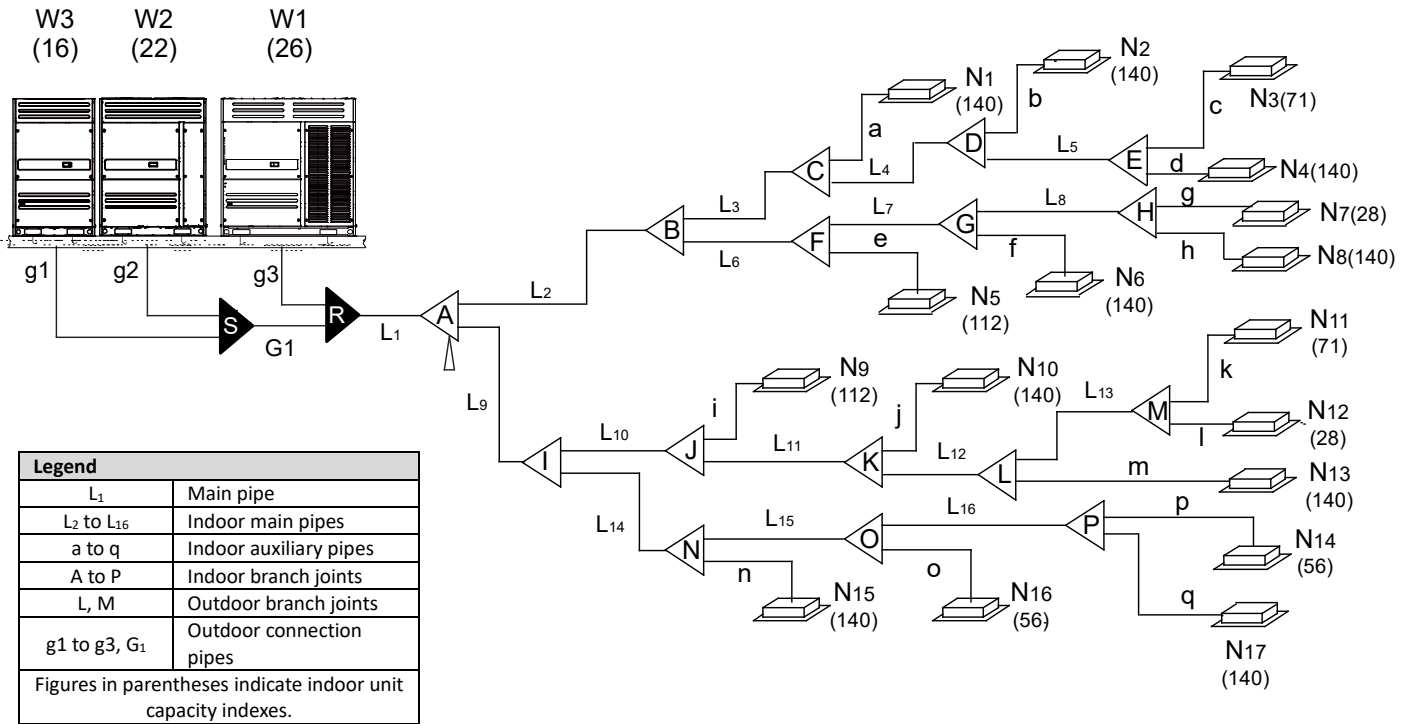 W3 W2 W1
(16) (22) (26)
g1 g2 g3
S
G1
R
L1
A
L2
B
L3
C
a
N1
(140)
L4
D
b
N2
(140)
L5
E
c
N3(71)
d
N4(140)
L6
F
L7
e
N5
(112)
G
L8
f
N6
(140)
H
g
N7(28)
h
N8(140)
L9
I
L10
J
i
N9
(112)
L11
K
j
N10
(140)
L12
L
L13
M
k
N11
(71)
l
N12
(28)
m
N13
(140)
L14
N
L15
n
N15
(140)
O
L16
o
N16
(56)
P
p
N14
(56)
q
N17
(140)
Legend
L1 Main pipe
L2 to L16 Indoor main pipes
a to q Indoor auxiliary pipes
A to P Indoor branch joints
L, M Outdoor branch joints
g1 to g3, G1 Outdoor connection
pipes
Figures in parentheses indicate indoor unit
capacity indexes.